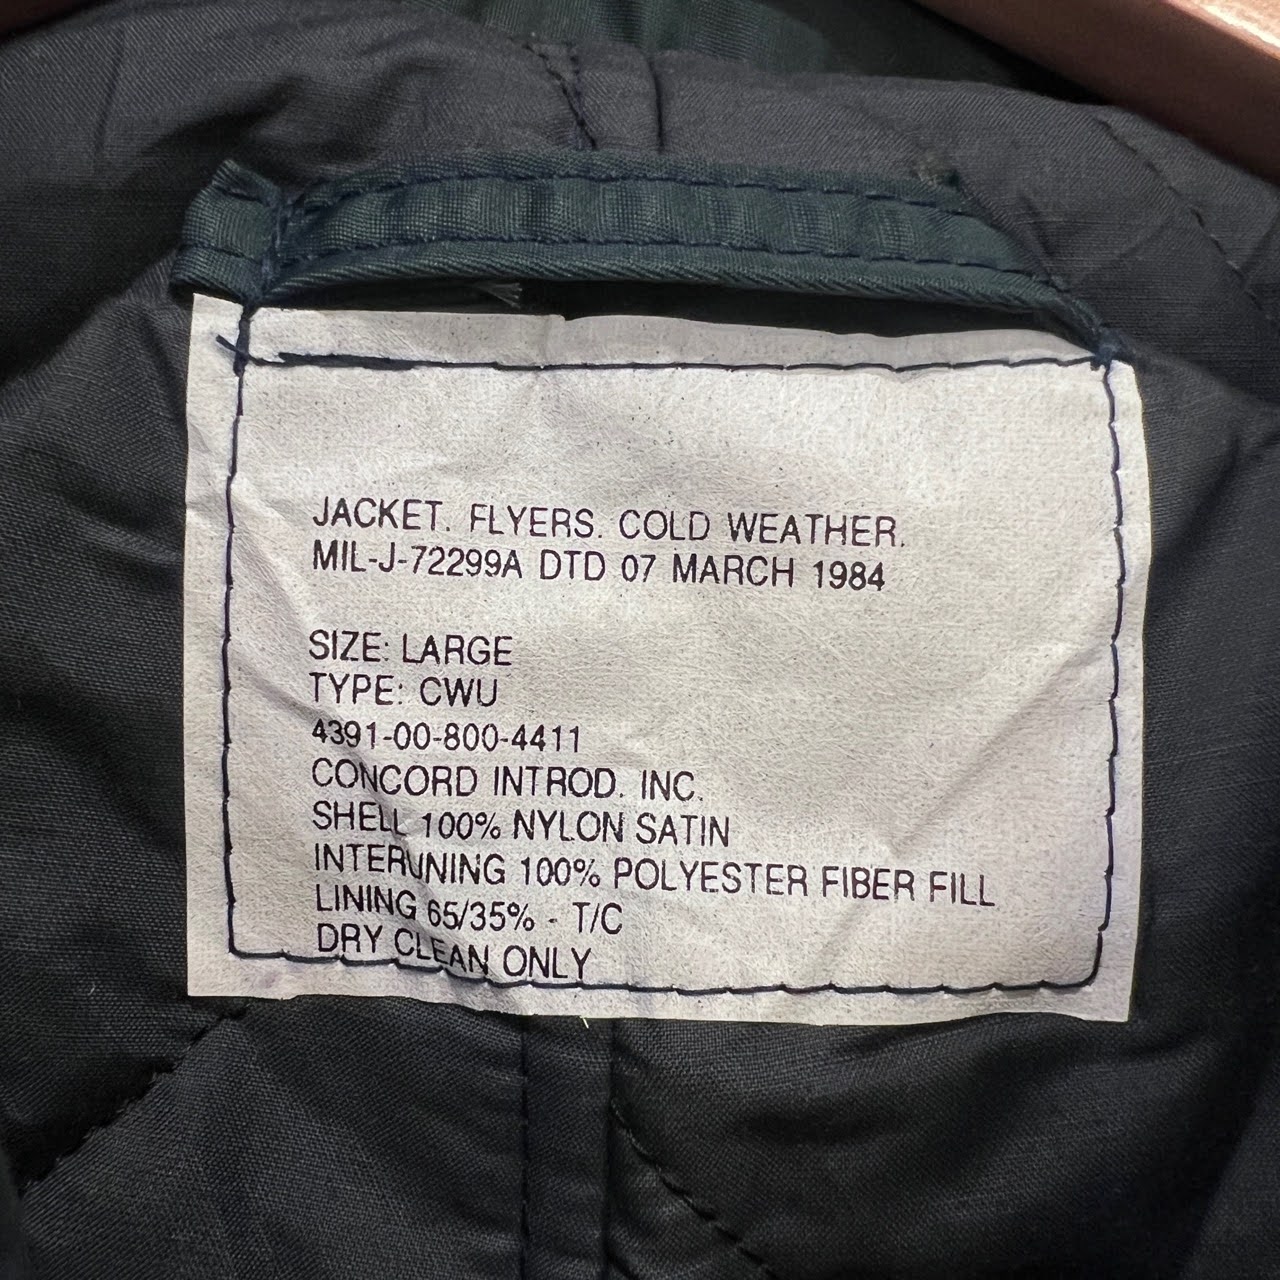 JACKET. FLYERS. COLD WEATHER.
MIL-J-72299A DTD 07 MARCH 1984
SIZE: LARGE
TYPE: CWU
4391-00-800-4411
CONCORD INTROD. INC.
SHELL 100% NYLON SATIN
INTERLINING 100% POLYESTER FIBER FILL
LINING 65/35% - T/C
DRY CLEAN ONLY